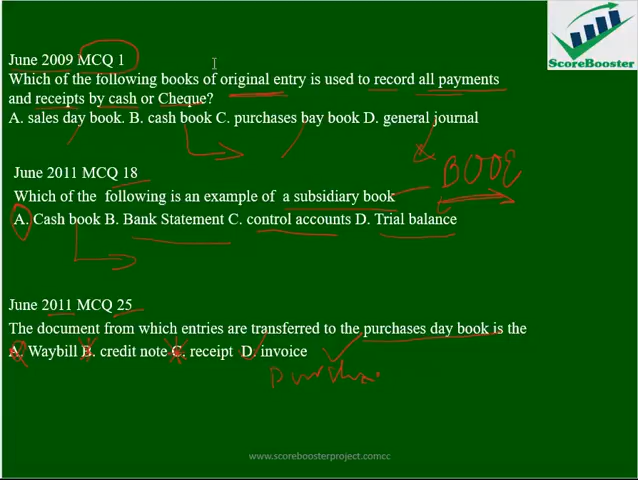 ScoreBooster
June 2009 MCQ 1
Which of the following books of original entry is used to record all payments
and receipts by cash or Cheque?
A. sales day book. B. cash book C. purchases bay book D. general journal
June 2011 MCQ 18
BOOE
Which of the following is an example of a subsidiary book
A. Cash book B. Bank Statement C. control accounts D. Trial balance
June 2011 MCQ 25
The document from which entries are transferred to the purchases day book is the
A. Waybill B. credit note C. receipt D. invoice
www.scoreboosterproject.comcc